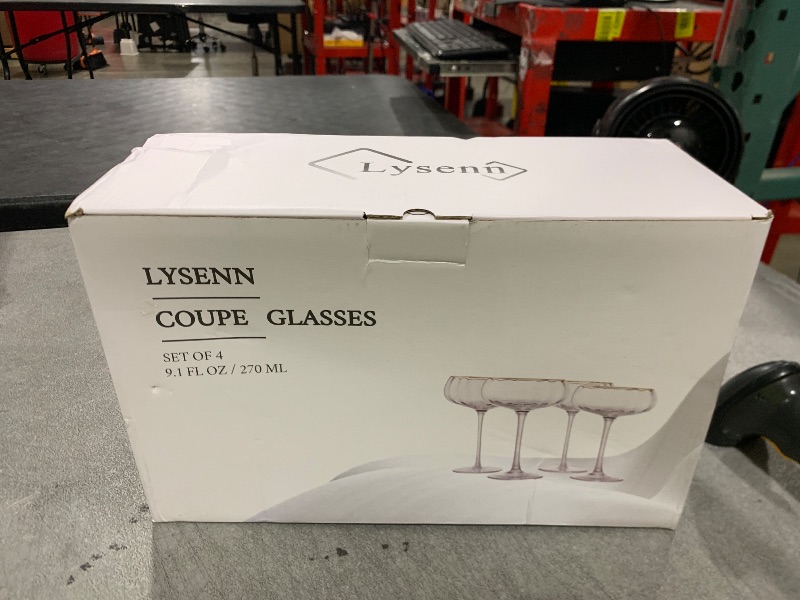 Lysenn
LYSENN
COUPE GLASSES
SET OF 4
9.1 FL OZ / 270 ML